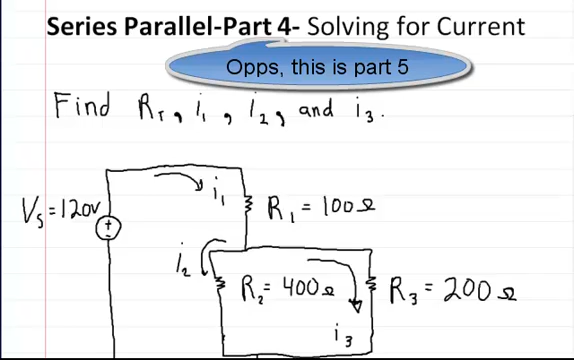 Series Parallel-Part 4- Solving for Current
Opps, this is part 5
Find RT, i1, i2, and i3.
i1
Vs=120v
R1=100Ω
i2
R2=400Ω
R3=200Ω
i3